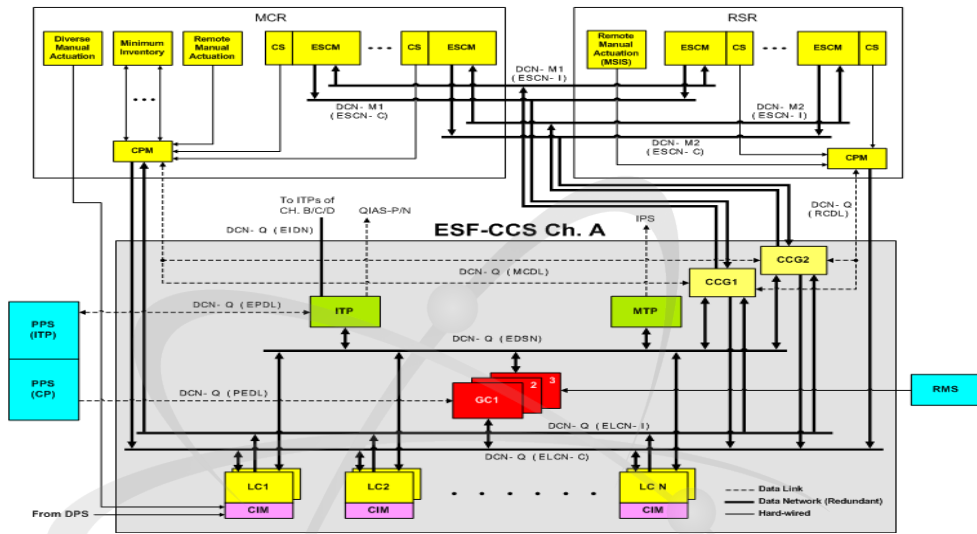 MCR
RSR
Diverse
Manual
Actuation
Minimum
Inventory
Remote
Manual
Actuation
CS
ESCM
CS
ESCM
Remote
Manual
Actuation
(MSIS)
ESCM
CS
ESCM
CS
DCN- M1
(ESCN- I)
DCN- M1
(ESCN- C)
DCN- M2
(ESCN- I)
DCN- M2
(ESCN- C)
CPM
CPM
To ITPs of
CH. B/C/D
QIAS-P/N
IPS
DCN- Q
(RCDL)
DCN- Q (EIDN)
ESF-CCS Ch. A
CCG2
DCN- Q (MCDL)
CCG1
PPS
(ITP)
DCN- Q (EPDL)
ITP
MTP
DCN- Q (EDSN)
PPS
(CP)
DCN- Q (PEDL)
GC1
2
3
RMS
DCN- Q (ELCN- I)
DCN- Q (ELCN- C)
LC1
CIM
LC2
CIM
LC N
CIM
From DPS
Data Link
Data Network (Redundant)
Hard-wired